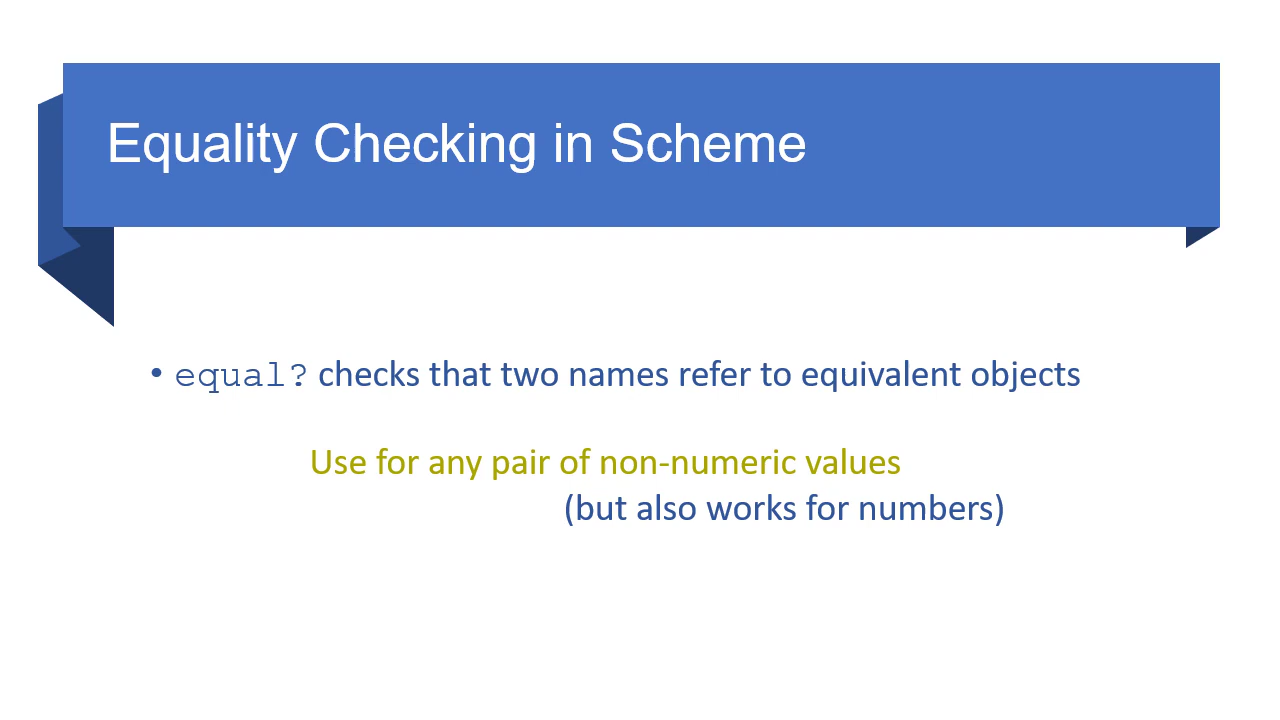 Equality Checking in Scheme
• equal? checks that two names refer to equivalent objects
Use for any pair of non-numeric values
(but also works for numbers)